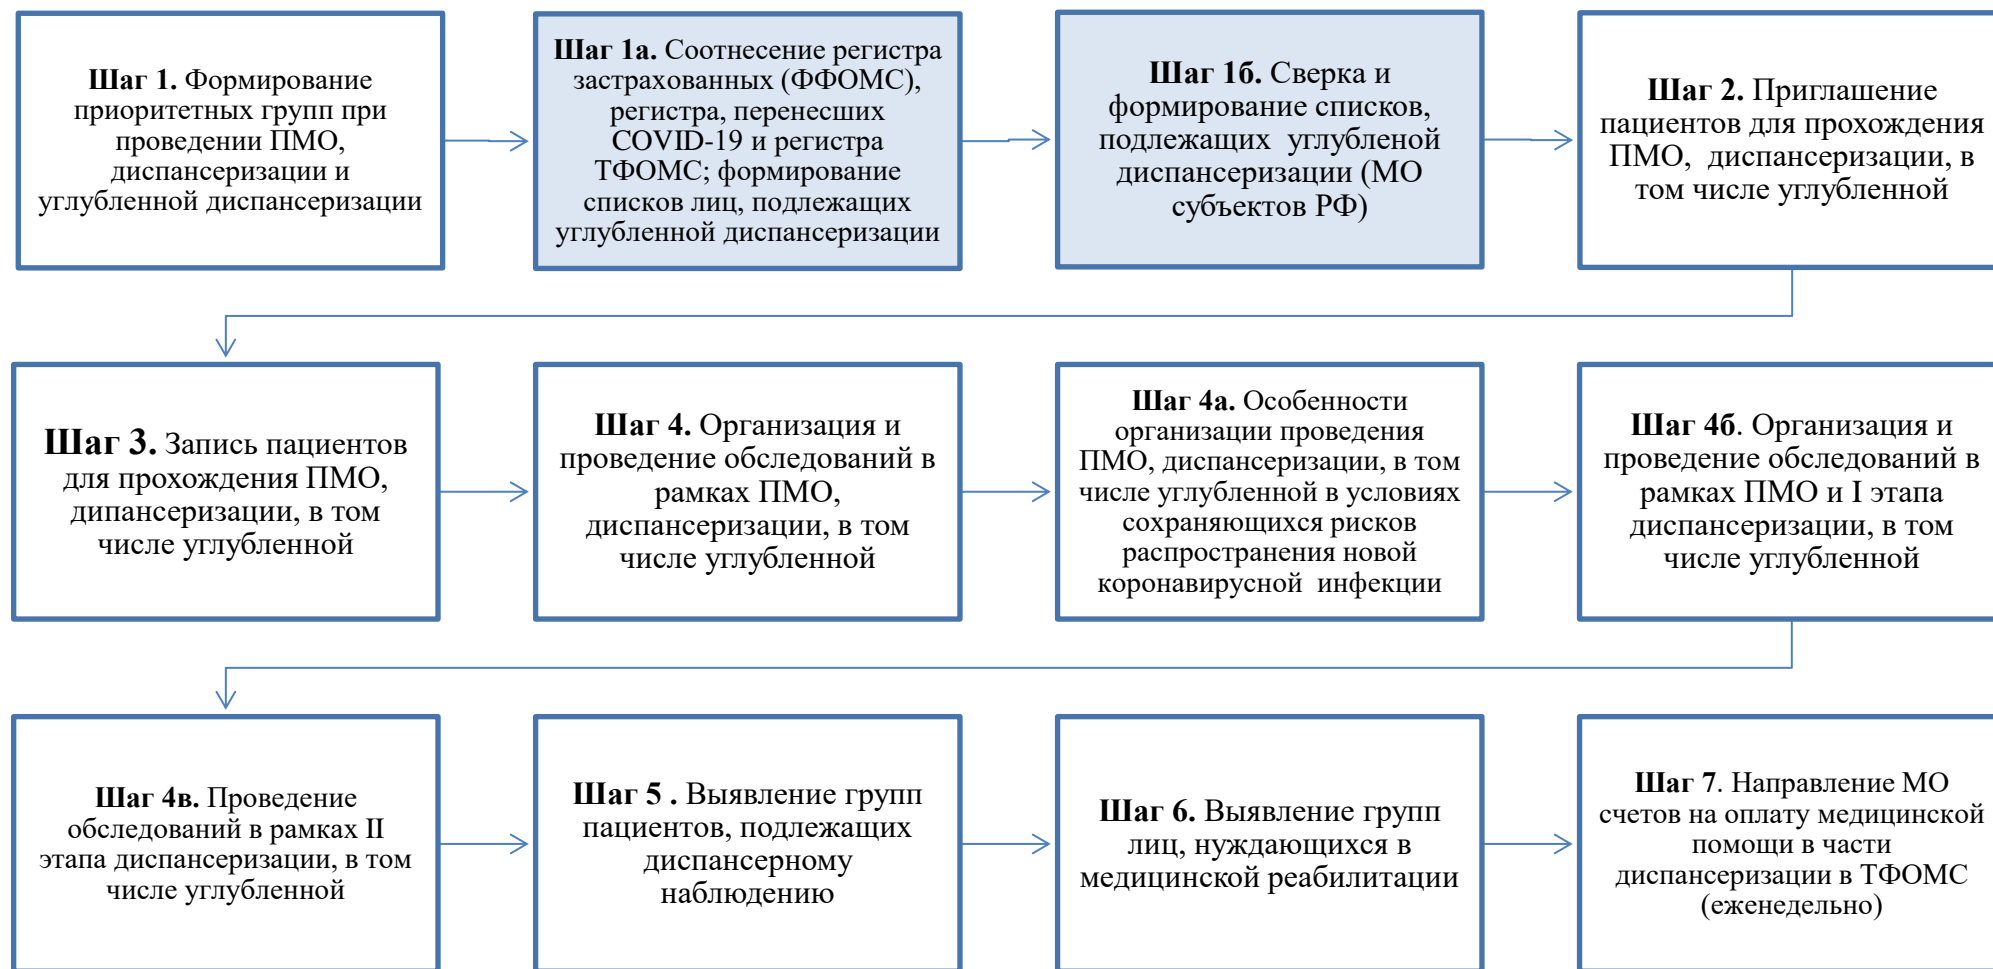 Шаг 1. Формирование
приоритетных групп при
проведении ПМО,
диспансеризации и
углубленной диспансеризации
Шаг 1а. Соотнесение регистра
застрахованных (ФФОМС),
регистра, перенесших
COVID-19 и регистра
ТФОМС; формирование
списков лиц, подлежащих
углубленной диспансеризации
Шаг 1б. Сверка и
формирование списков,
подлежащих углубленой
диспансеризации (МО
субъектов РФ)
Шаг 2. Приглашение
пациентов для прохождения
ПМО, диспансеризации, в
том числе углубленной
Шаг 3. Запись пациентов
для прохождения ПМО,
дипансеризации, в том
числе углубленной
Шаг 4. Организация и
проведение обследований в
рамках ПМО,
диспансеризации, в том
числе углубленной
Шаг 4а. Особенности
организации проведения
ПМО, диспансеризации, в том
числе углубленной в условиях
сохраняющихся рисков
распространения новой
коронавирусной инфекции
Шаг 4б. Организация и
проведение обследований в
рамках ПМО и I этапа
диспансеризации, в том
числе углубленной
Шаг 4в. Проведение
обследований в рамках II
этапа диспансеризации, в том
числе углубленной
Шаг 5 . Выявление групп
пациентов, подлежащих
диспансерному
наблюдению
Шаг 6. Выявление групп
лиц, нуждающихся в
медицинской реабилитации
Шаг 7. Направление МО
счетов на оплату медицинской
помощи в части
диспансеризации в ТФОМС
(еженедельно)